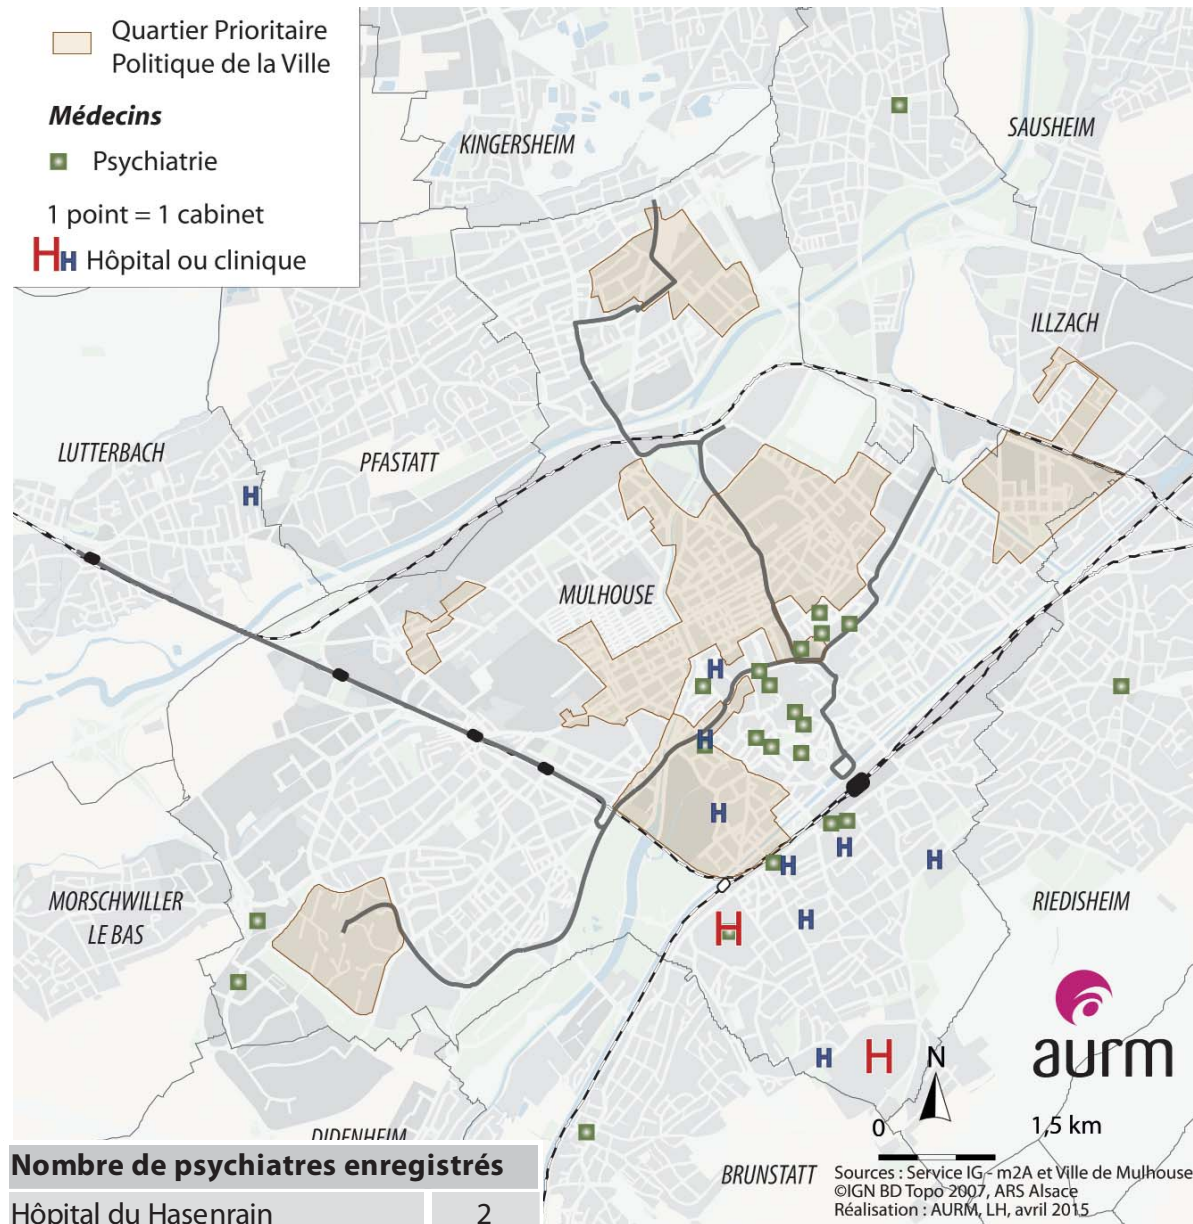 Quartier Prioritaire
Politique de la Ville
Médecins
Psychiatrie
1 point = 1 cabinet
HH Hôpital ou clinique
KINGERSHEIM
SAUSHEIM
ILLZACH
LUTTERBACH
PFASTATT
H
MULHOUSE
H
H
H
H
H
H
MORSCHWILLER
LE BAS
RIEDISHEIM
H
H
aurm
H
H
N
0
1,5 km
DIDENHEIM
BRUNSTATT
Sources : Service IG - m2A et Ville de Mulhouse
©IGN BD Topo 2007, ARS Alsace
Réalisation : AURM, LH, avril 2015
Nombre de psychiatres enregistrés
Hôpital du Hasenrain 2